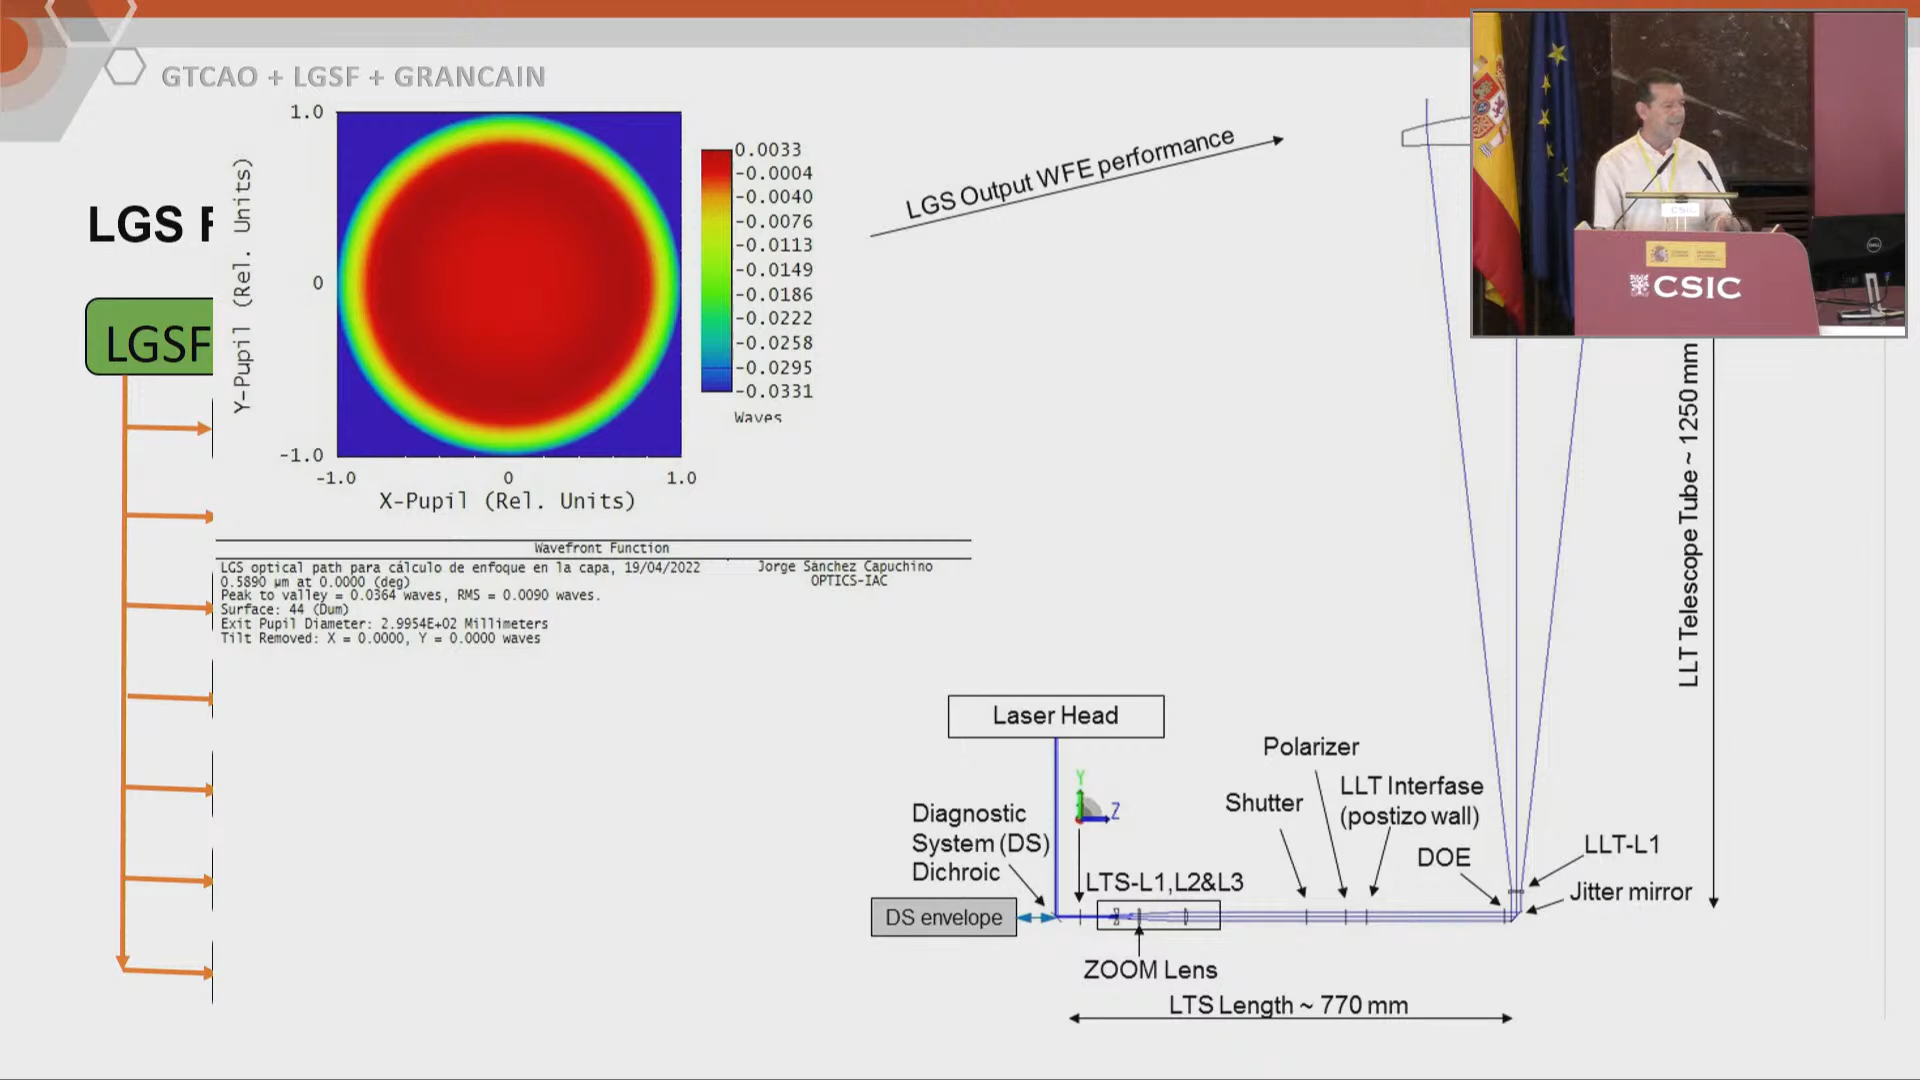 GTCAO + LGSF + GRANCAIN
LGS F
LGSF
1.0
0
-1.0
Y-Pupil (Rel. Units)
-1.0
0
1.0
X-Pupil (Rel. Units)
0.0033
-0.0004
-0.0040
-0.0076
-0.0113
-0.0149
-0.0186
-0.0222
-0.0258
-0.0295
-0.0331
Waves
Wavefront Function
LGS optical path para cálculo de enfoque en la capa, 19/04/2022
0.5890 µm at 0.0000 (deg)
Peak to valley = 0.0364 waves, RMS = 0.0090 waves.
Surface: 44 (Dum)
Exit Pupil Diameter: 2.9954E+02 Millimeters
Tilt Removed: X = 0.0000, Y = 0.0000 waves
Jorge Sánchez Capuchino
OPTICS-IAC
LGS Output WFE performance
CSIC
CSIC
DELL
LLT Telescope Tube ~ 1250 mm
Laser Head
Y
Z
Diagnostic
System (DS)
Dichroic
DS envelope
LTS-L1,L2&L3
ZOOM Lens
Shutter
Polarizer
LLT Interfase
(postizo wall)
DOE
LLT-L1
Jitter mirror
LTS Length ~ 770 mm